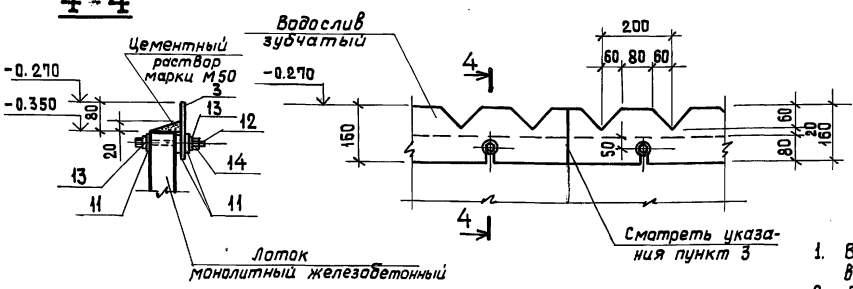 4-4
Цементный
раствор
марки М50
-0.270
-0.350
80
20
3
13
12
14
13
11
11
Лоток
монолитный железобетонный
Водослив
зубчатый
-0.270
4
4
160
50
200
60 80 60
60
20
80
160
Смотреть указа-
ния пункт 3
1. В
в